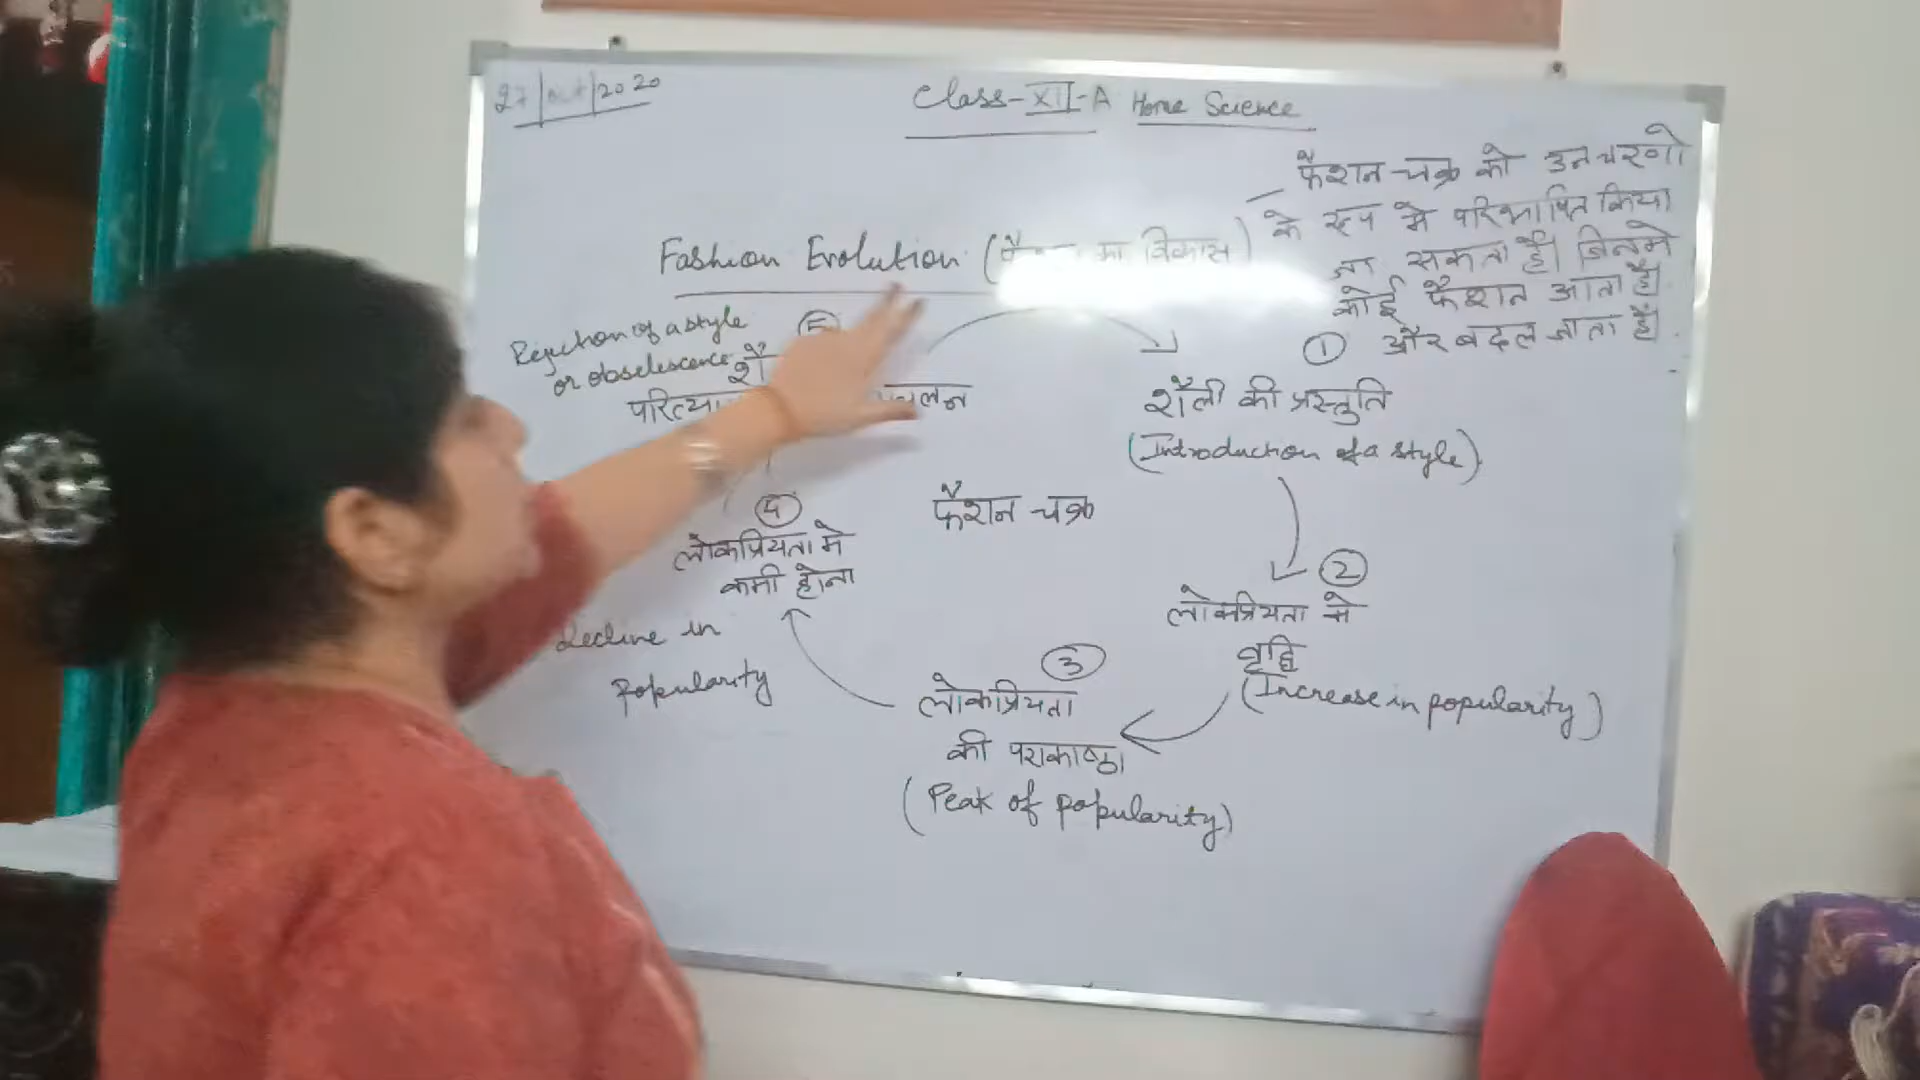 27/Oct/2020
Class-XII-A Home Science
फैशन-चक्र को उन चरणो
के रूप मे परिभाषित किया
जा सकता है। जिनमे
कोई फैशन आता है।
और बदल जाता है।
Fashion Evolution ( का विकास)
①
शैली की प्रस्तुति
(Introduction of a style)
②
लोकप्रियता मे
वृद्धि
(Increase in popularity)
③
लोकप्रियता
की पराकाष्ठा
(Peak of popularity)
④
लोकप्रियता मे
कमी होना
Decline in
Popularity
⑤
Rejection of a style
or obselescence
फैशन-चक्र